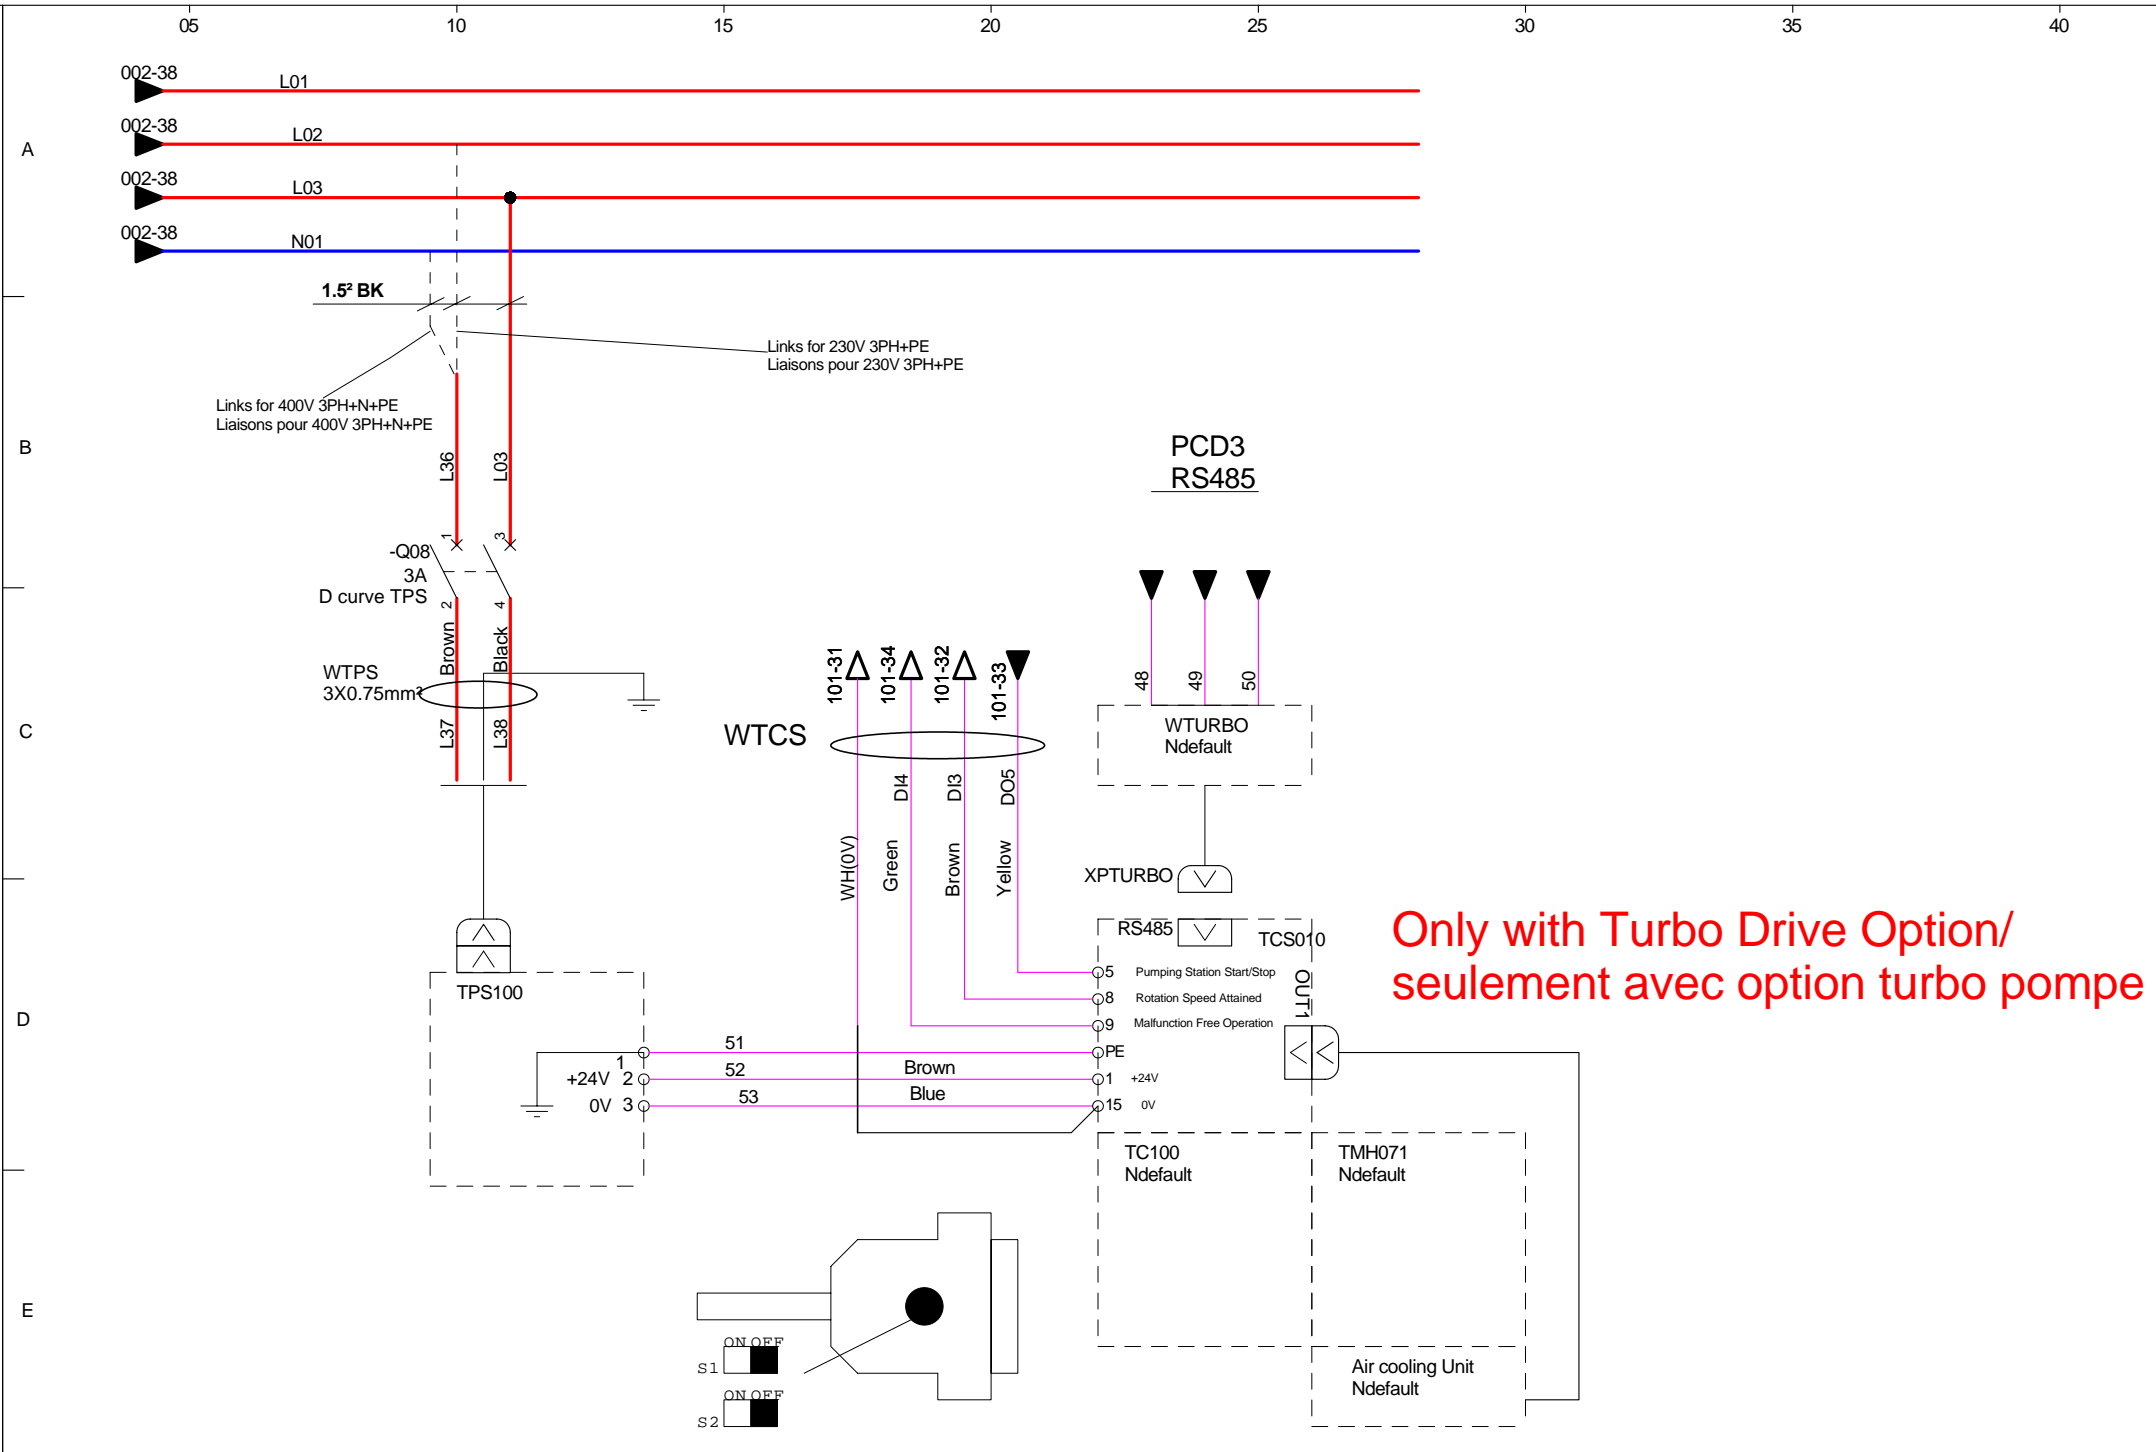 05 10 15 20 25 30 35 40
A
B
C
D
E
002-38 L01
002-38 L02
002-38 L03
002-38 N01
1.5² BK
Links for 230V 3PH+PE
Liaisons pour 230V 3PH+PE
Links for 400V 3PH+N+PE
Liaisons pour 400V 3PH+N+PE
L36 L03
1 3
-Q08
3A
D curve TPS
2 4
Brown Black
WTPS
3X0.75mm²
L37 L38
PCD3
RS485
101-31 101-34 101-32 101-33
48 49 50
WTCS
DI4 DI3 DO5
WH(0V) Green Brown Yellow
WTURBO
Ndefault
XPTURBO
RS485
TCS010
OUT1
5 Pumping Station Start/Stop
8 Rotation Speed Attained
9 Malfunction Free Operation
PE
1 +24V
15 0V
Only with Turbo Drive Option/
seulement avec option turbo pompe
TPS100
1
+24V 2
0V 3
51
52 Brown
53 Blue
TC100
Ndefault
TMH071
Ndefault
Air cooling Unit
Ndefault
ON OFF
S1
ON OFF
S2